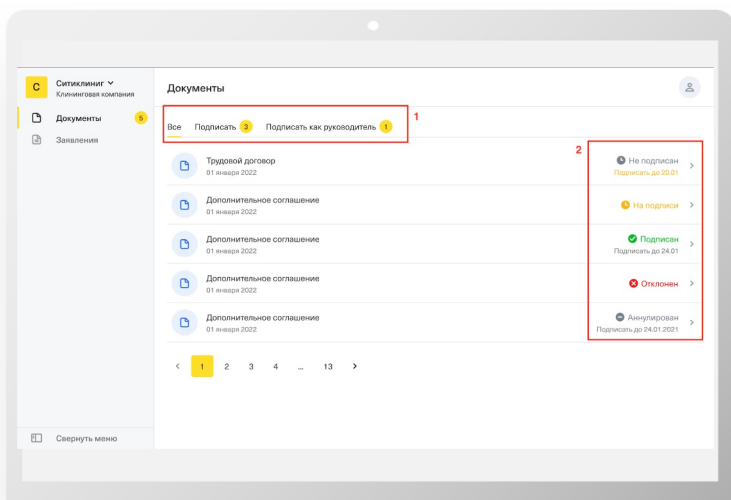 С
Ситиклиниг
Клининговая компания
Документы 5
Заявления
Свернуть меню
Документы
1
Все Подписать 3 Подписать как руководитель 1
2
Трудовой договор
01 января 2022
Не подписан
Подписать до 20.01
Дополнительное соглашение
01 января 2022
На подписи
Дополнительное соглашение
01 января 2022
Подписан
Подписать до 24.01
Дополнительное соглашение
01 января 2022
Отклонен
Дополнительное соглашение
01 января 2022
Аннулирован
Подписать до 24.01.2021
< 1 2 3 4 ... 13 >